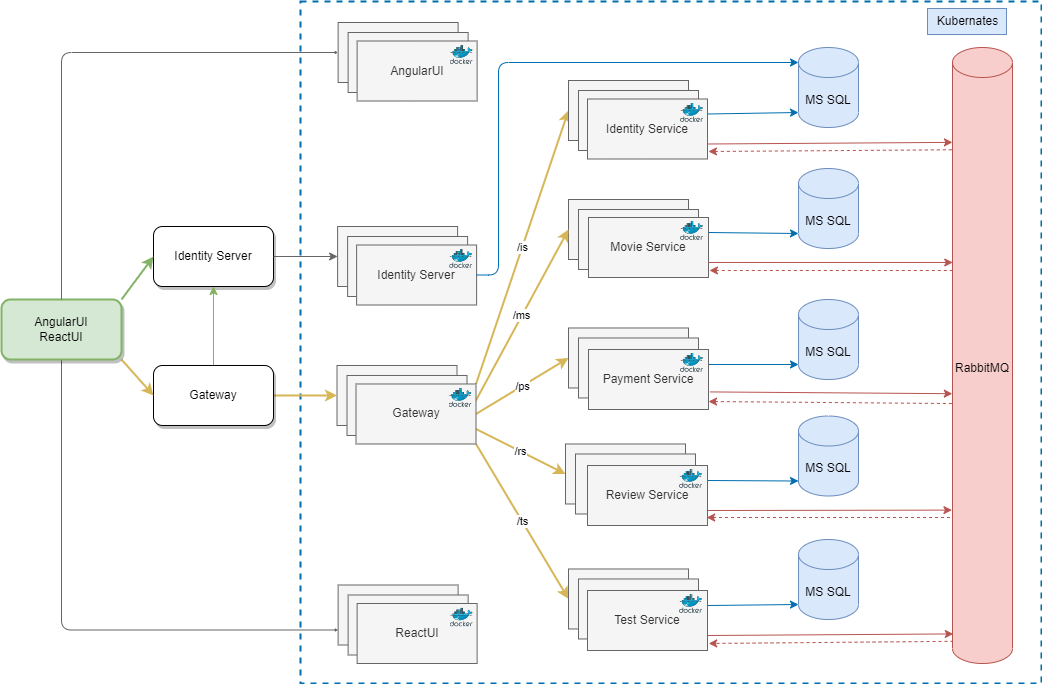 Kubernates
docker
AngularUI
MS SQL
docker
Identity Service
docker
MS SQL
Movie Service
/is
Identity Server
docker
Identity Server
/ms
AngularUI
ReactUI
MS SQL
docker
Payment Service
RabbitMQ
/ps
Gateway
docker
Gateway
/rs
MS SQL
docker
Review Service
/ts
MS SQL
docker
Test Service
docker
ReactUI